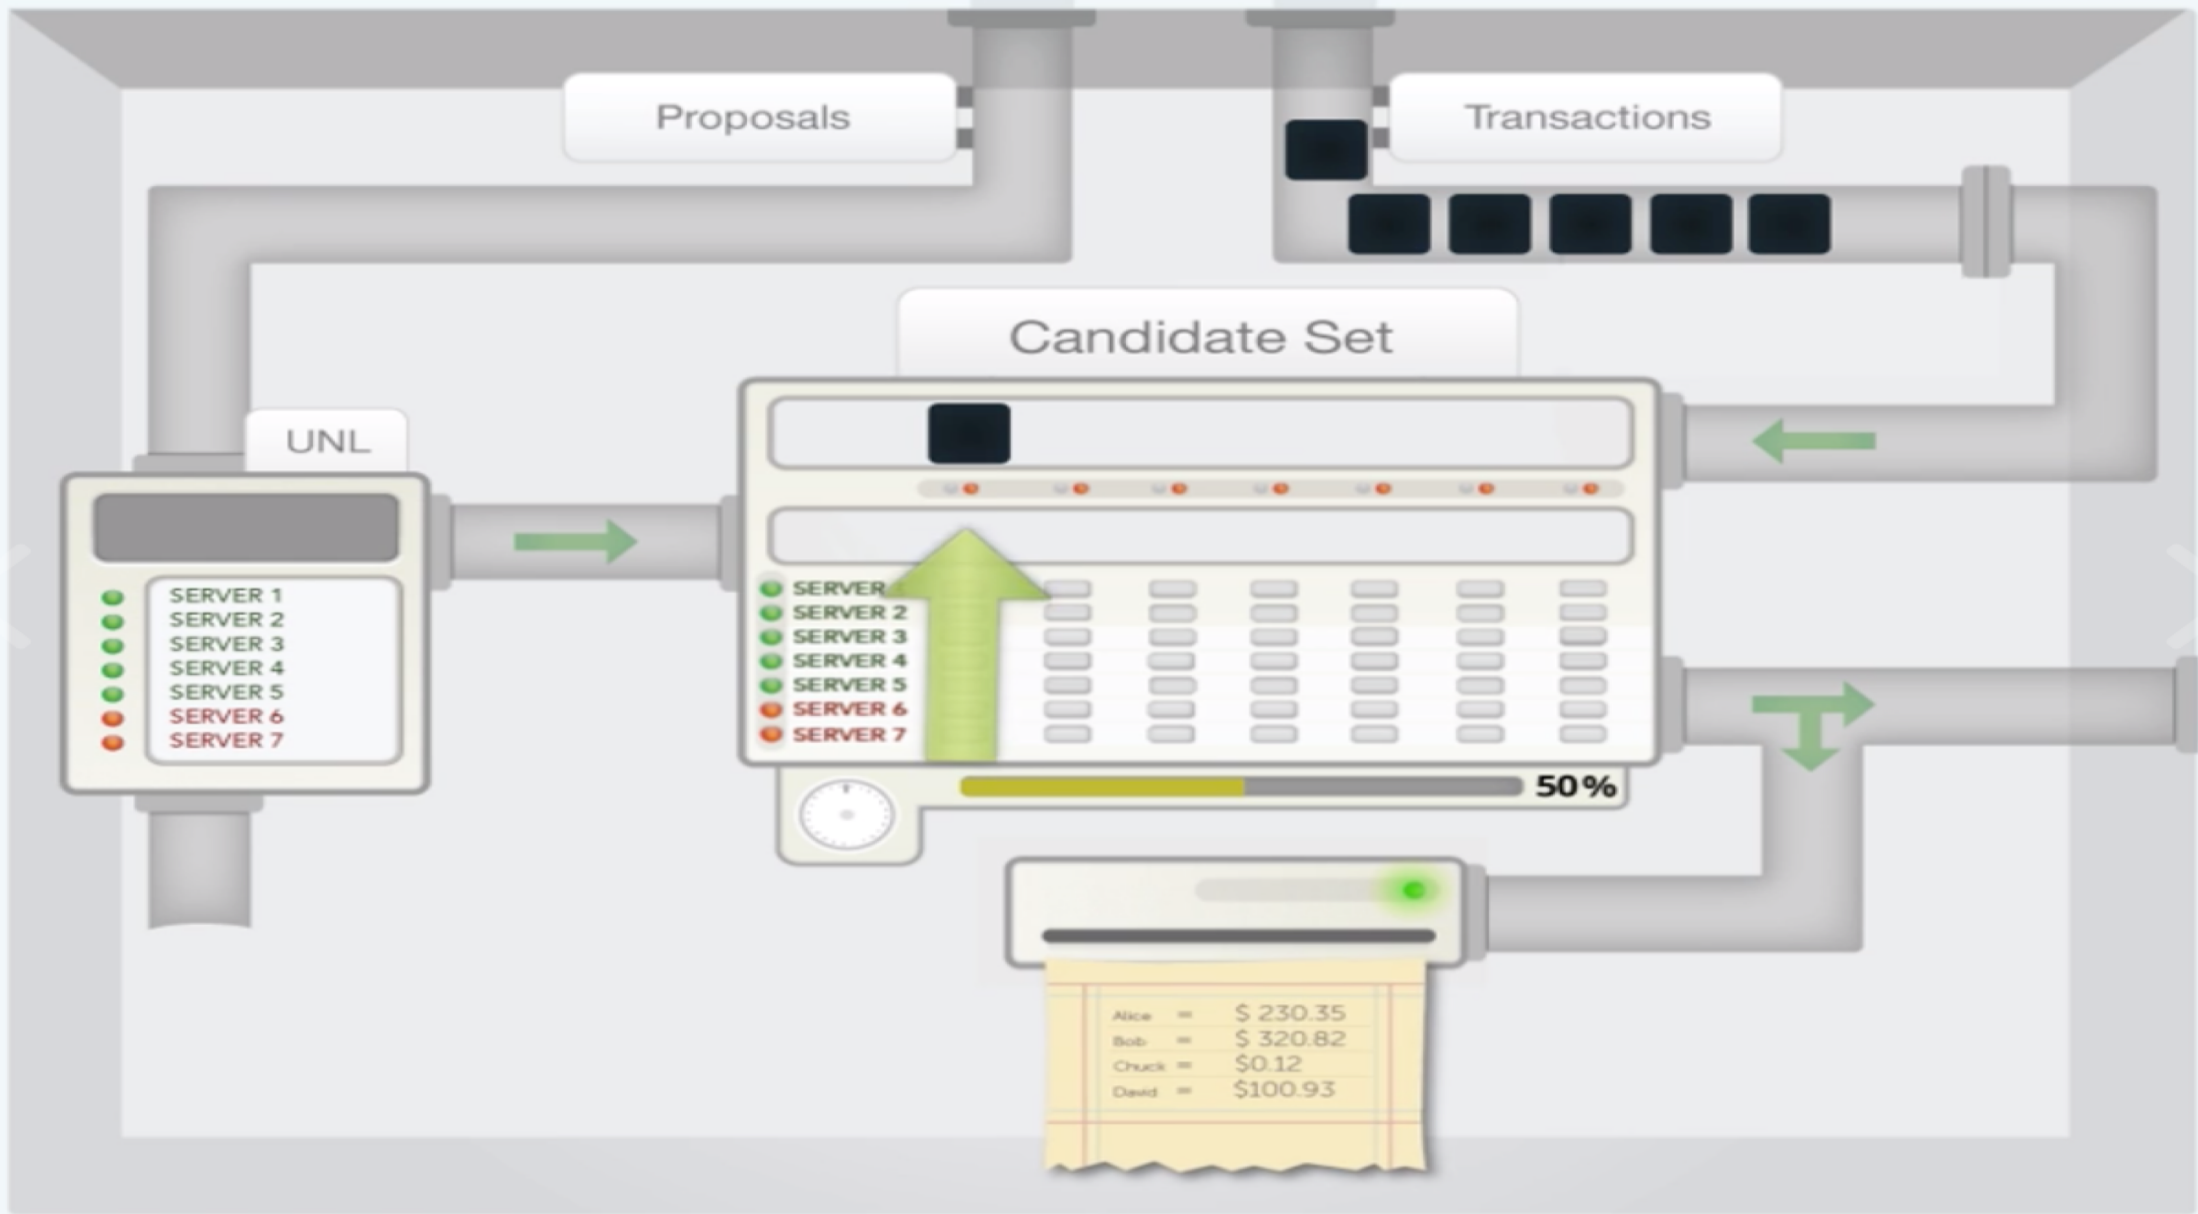 Proposals
Transactions
Candidate Set
UNL
SERVER 1
SERVER 2
SERVER 3
SERVER 4
SERVER 5
SERVER 6
SERVER 7
SERVER
SERVER 2
SERVER 3
SERVER 4
SERVER 5
SERVER 6
SERVER 7
50%
Alice = $ 230.35
Bob = $ 320.82
Chuck = $0.12
David = $100.93